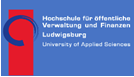 Hochschule für öffentliche
Verwaltung und Finanzen
Ludwigsburg
University of Applied Sciences